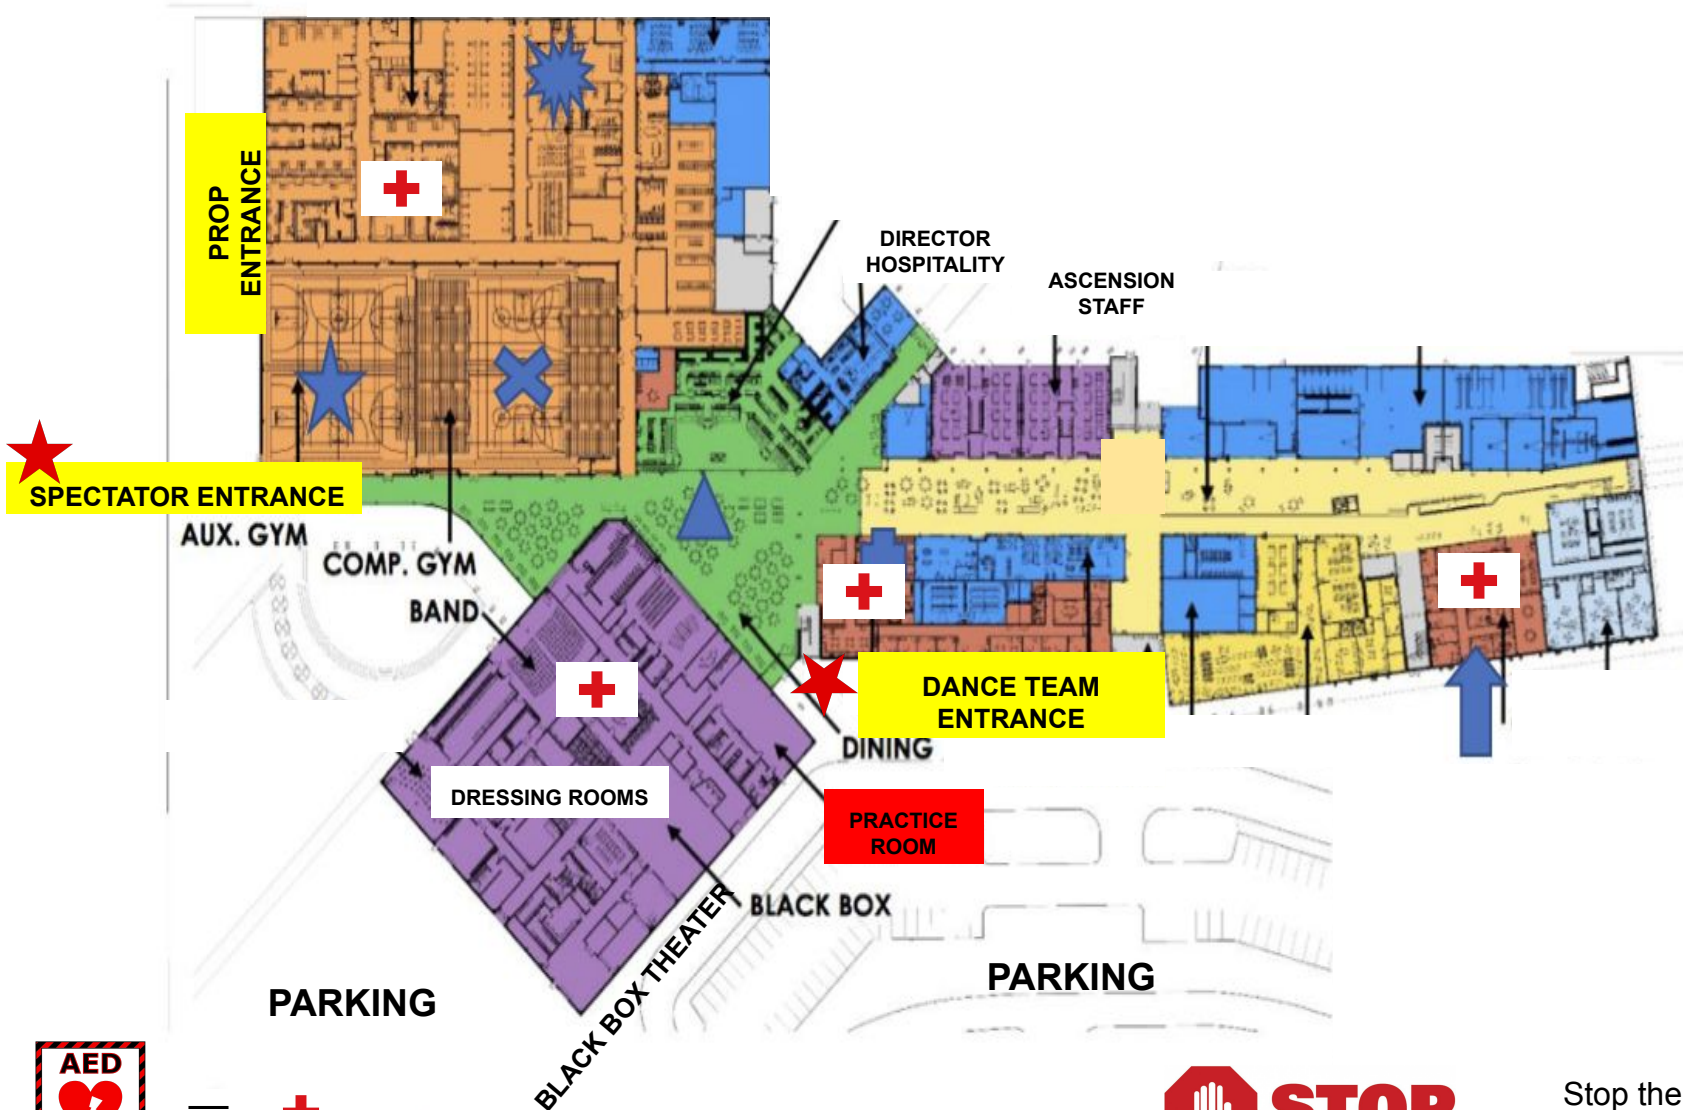 PROP
ENTRANCE
DIRECTOR
HOSPITALITY
ASCENSION
STAFF
SPECTATOR ENTRANCE
AUX. GYM
COMP. GYM
BAND
DANCE TEAM
ENTRANCE
DINING
DRESSING ROOMS
PRACTICE
ROOM
BLACK BOX
BLACK BOX THEATER
PARKING
PARKING
AED
STOP
Stop the